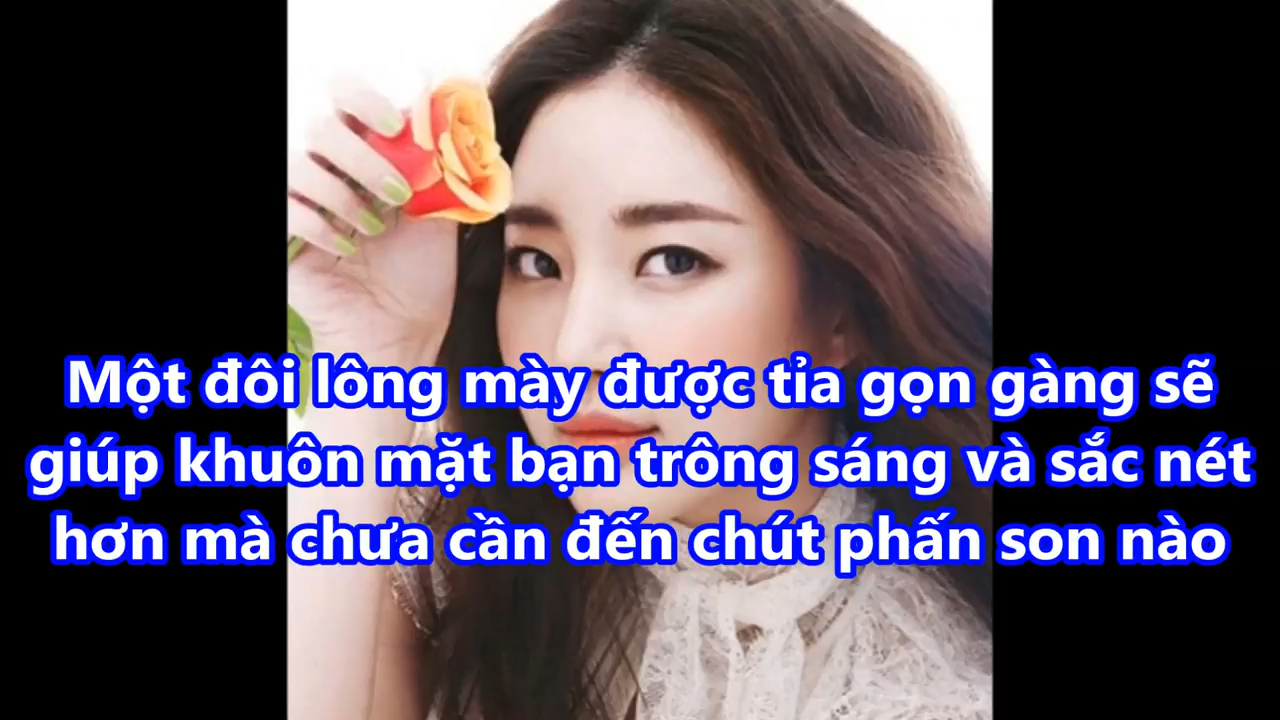 Một đôi lông mày được tỉa gọn gàng sẽ
giúp khuôn mặt bạn trông sáng và sắc nét
hơn mà chưa cần đến chút phấn son nào